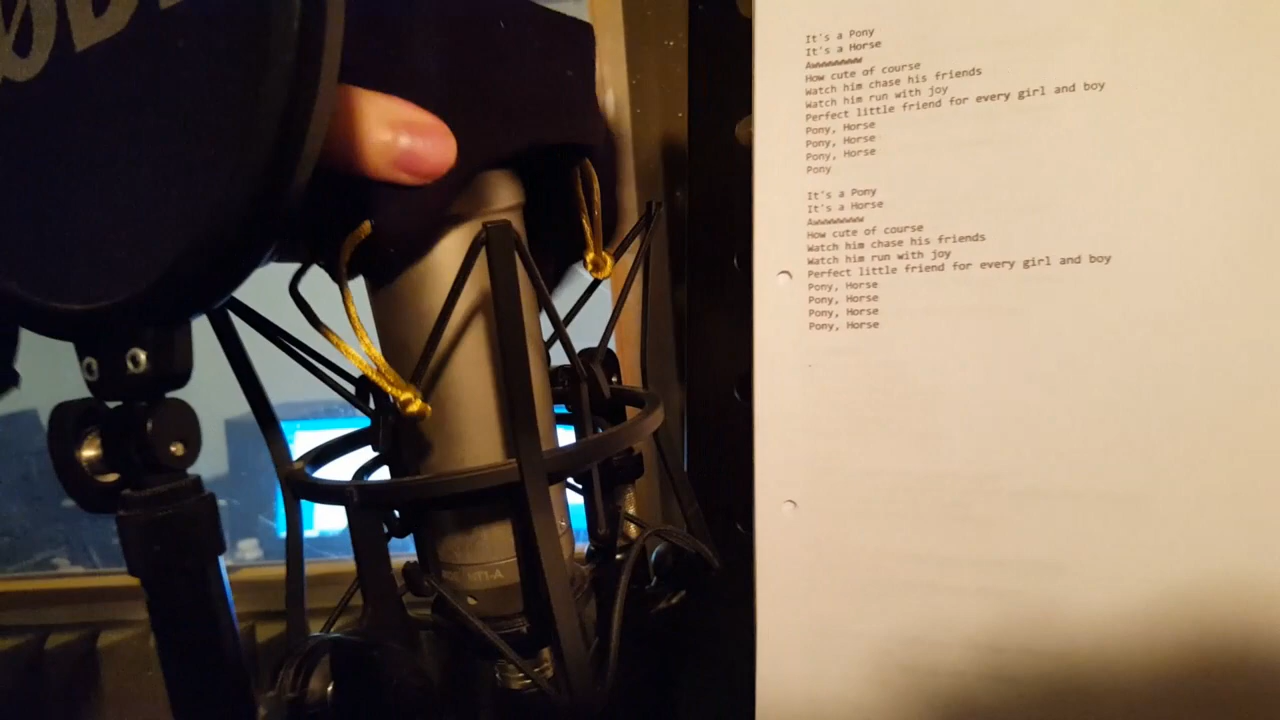 It's a Pony
It's a Horse
Awwwwwwww
How cute of course
Watch him chase his friends
Watch him run with joy
Perfect little friend for every girl and boy
Pony, Horse
Pony, Horse
Pony, Horse
Pony
It's a Pony
It's a Horse
Awwwwwwww
How cute of course
Watch him chase his friends
Watch him run with joy
Perfect little friend for every girl and boy
Pony, Horse
Pony, Horse
Pony, Horse
Pony, Horse
NT1-A